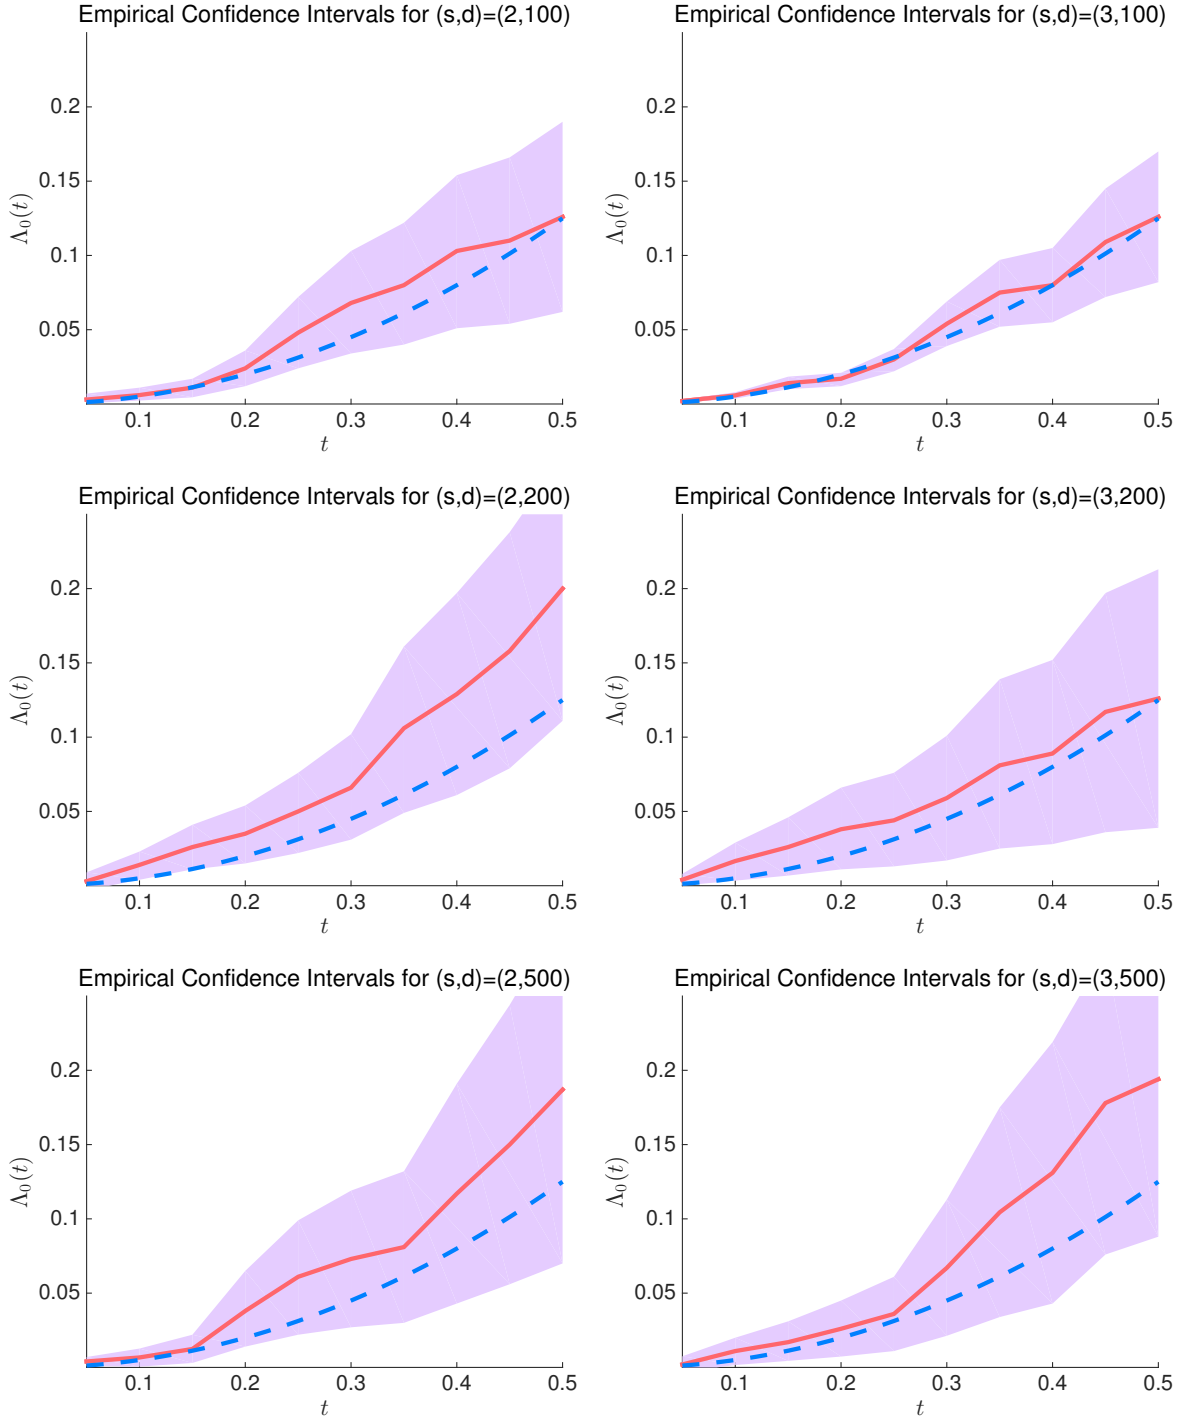 Empirical Confidence Intervals for (s,d)=(2,100)
0.2
0.15
0.1
0.05
Λ₀(t)
0.1 0.2 0.3 0.4 0.5
t
Empirical Confidence Intervals for (s,d)=(3,100)
0.2
0.15
0.1
0.05
Λ₀(t)
0.1 0.2 0.3 0.4 0.5
t
Empirical Confidence Intervals for (s,d)=(2,200)
0.2
0.15
0.1
0.05
Λ₀(t)
0.1 0.2 0.3 0.4 0.5
t
Empirical Confidence Intervals for (s,d)=(3,200)
0.2
0.15
0.1
0.05
Λ₀(t)
0.1 0.2 0.3 0.4 0.5
t
Empirical Confidence Intervals for (s,d)=(2,500)
0.2
0.15
0.1
0.05
Λ₀(t)
0.1 0.2 0.3 0.4 0.5
t
Empirical Confidence Intervals for (s,d)=(3,500)
0.2
0.15
0.1
0.05
Λ₀(t)
0.1 0.2 0.3 0.4 0.5
t